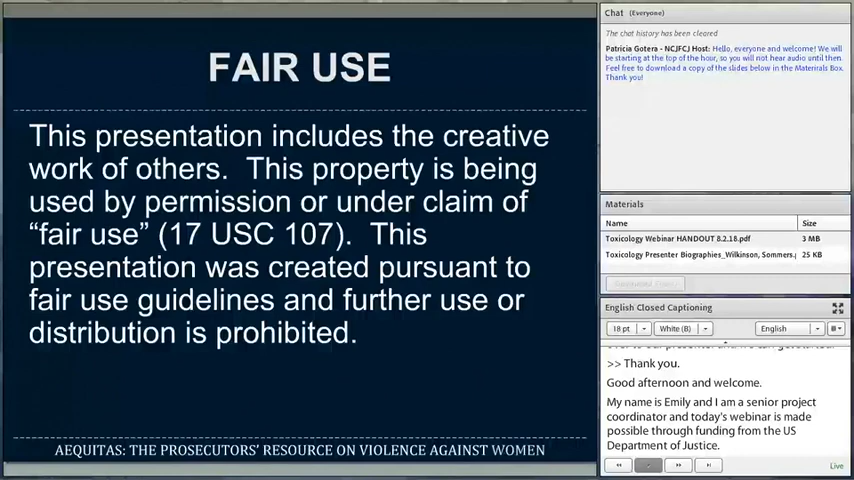 FAIR USE
This presentation includes the creative
work of others.  This property is being
used by permission or under claim of
“fair use” (17 USC 107).  This
presentation was created pursuant to
fair use guidelines and further use or
distribution is prohibited.
AEQUITAS: THE PROSECUTORS’ RESOURCE ON VIOLENCE AGAINST WOMEN
Chat (Everyone)
The chat history has been cleared
Patricia Gotera - NCJFCJ Host: Hello, everyone and welcome! We will
be starting at the top of the hour, so you will not hear audio until then.
Feel free to download a copy of the slides below in the Materials Box.
Thank you!
Materials
Name Size
Toxicology Webinar HANDOUT 8.2.18.pdf 3 MB
Toxicology Presenter Biographies_Wilkinson, Sommers.p 25 KB
English Closed Captioning
18 pt White (B) English
>> Thank you.
Good afternoon and welcome.
My name is Emily and I am a senior project
coordinator and today's webinar is made
possible through funding from the US
Department of Justice.
Live